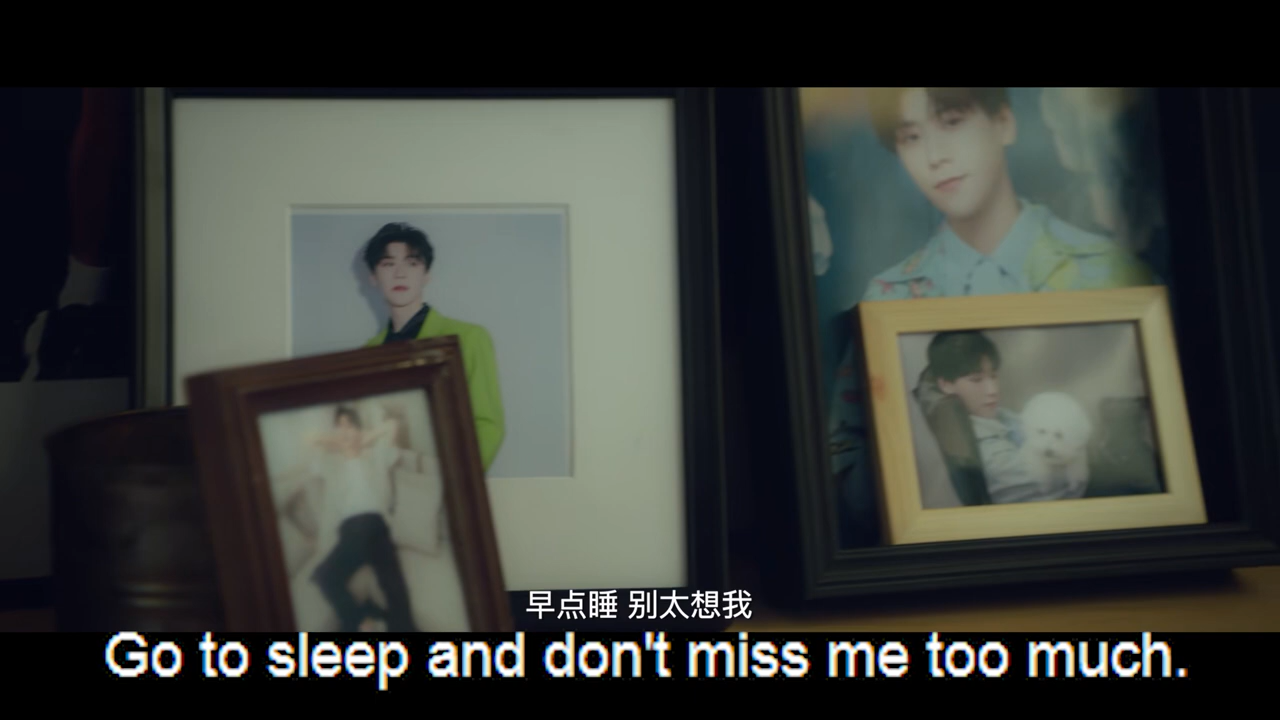 早点睡 别太想我
Go to sleep and don't miss me too much.